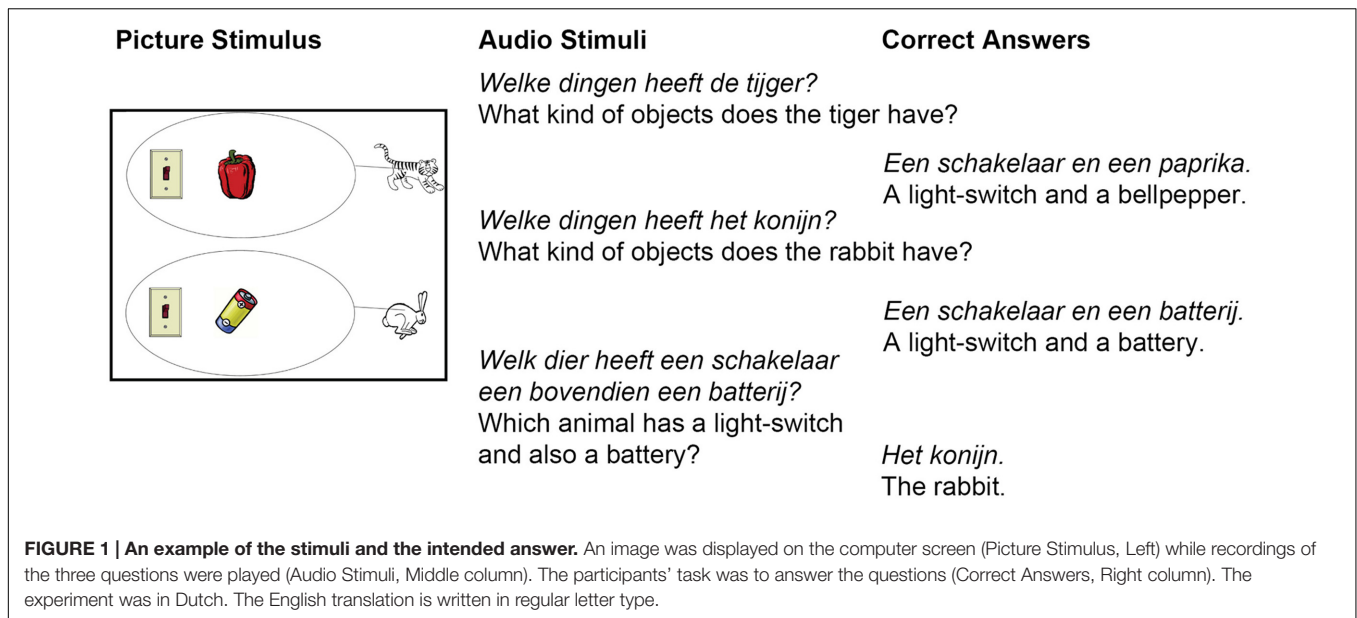 Picture Stimulus
Audio Stimuli
Correct Answers
Welke dingen heeft de tijger?
What kind of objects does the tiger have?
Een schakelaar en een paprika.
A light-switch and a bellpepper.
Welke dingen heeft het konijn?
What kind of objects does the rabbit have?
Een schakelaar en een batterij.
A light-switch and a battery.
Welk dier heeft een schakelaar
een bovendien een batterij?
Which animal has a light-switch
and also a battery?
Het konijn.
The rabbit.
FIGURE 1 | An example of the stimuli and the intended answer. An image was displayed on the computer screen (Picture Stimulus, Left) while recordings of
the three questions were played (Audio Stimuli, Middle column). The participants’ task was to answer the questions (Correct Answers, Right column). The
experiment was in Dutch. The English translation is written in regular letter type.